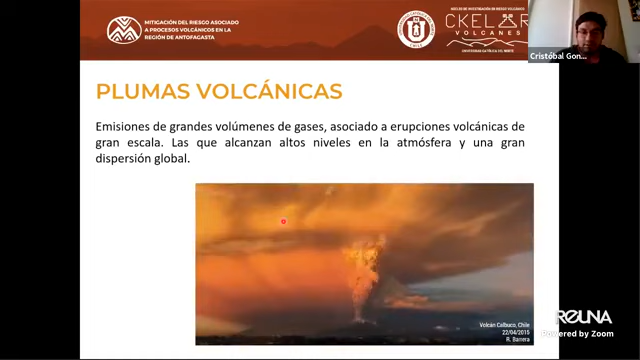 MITIGACIÓN DEL RIESGO ASOCIADO
A PROCESOS VOLCÁNICOS EN LA
REGIÓN DE ANTOFAGASTA
NÚCLEO DE INVESTIGACIÓN EN RIESGO VOLCÁNICO
CKELAR
VOLCANES
UNIVERSIDAD CATÓLICA DEL NORTE
CHILE
Cristóbal Gon...
PLUMAS VOLCÁNICAS
Emisiones de grandes volúmenes de gases, asociado a erupciones volcánicas de
gran escala. Las que alcanzan altos niveles en la atmósfera y una gran
dispersión global.
Volcán Calbuco, Chile
22/04/2015
R. Barrera
REUNA
Powered by Zoom